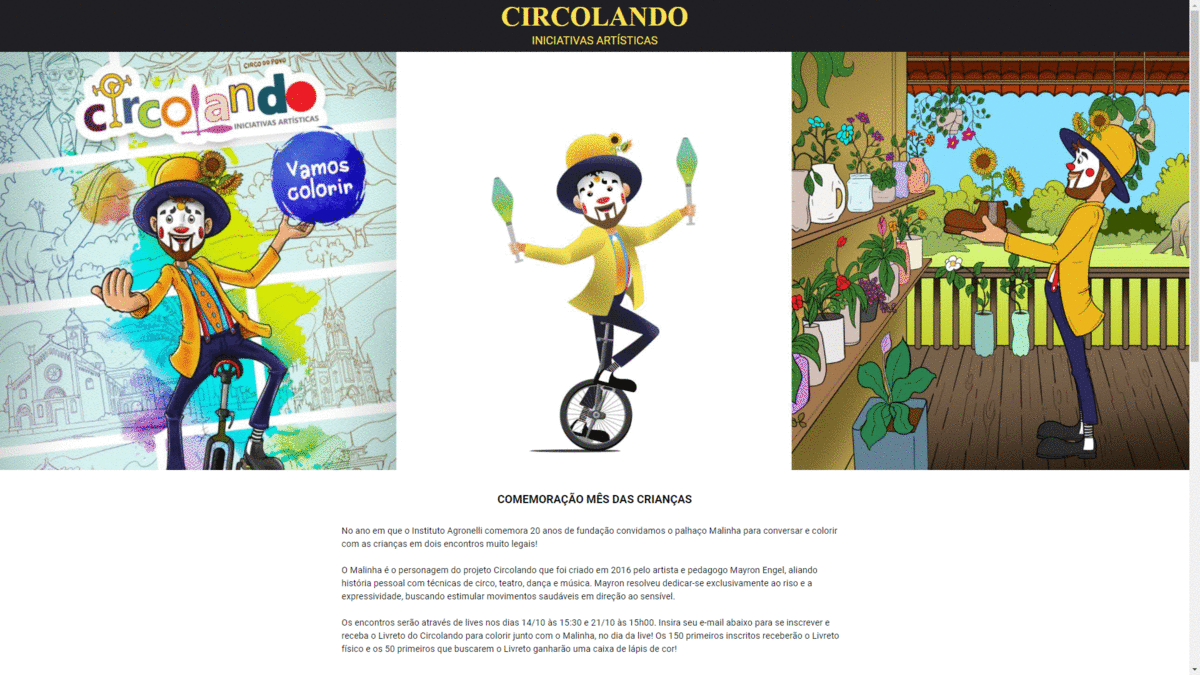 CIRCOLANDO
INICIATIVAS ARTÍSTICAS
CIRCO DO POVO
circolando
INICIATIVAS ARTÍSTICAS
Vamos
colorir
COMEMORAÇÃO MÊS DAS CRIANÇAS
No ano em que o Instituto Agronelli comemora 20 anos de fundação convidamos o palhaço Malinha para conversar e colorir
com as crianças em dois encontros muito legais!
O Malinha é o personagem do projeto Circolando que foi criado em 2016 pelo artista e pedagogo Mayron Engel, aliando
história pessoal com técnicas de circo, teatro, dança e música. Mayron resolveu dedicar-se exclusivamente ao riso e a
expressividade, buscando estimular movimentos saudáveis em direção ao sensível.
Os encontros serão através de lives nos dias 14/10 às 15:30 e 21/10 às 15h00. Insira seu e-mail abaixo para se inscrever e
receba o Livreto do Circolando para colorir junto com o Malinha, no dia da live! Os 150 primeiros inscritos receberão o Livreto
físico e os 50 primeiros que buscarem o Livreto ganharão uma caixa de lápis de cor!